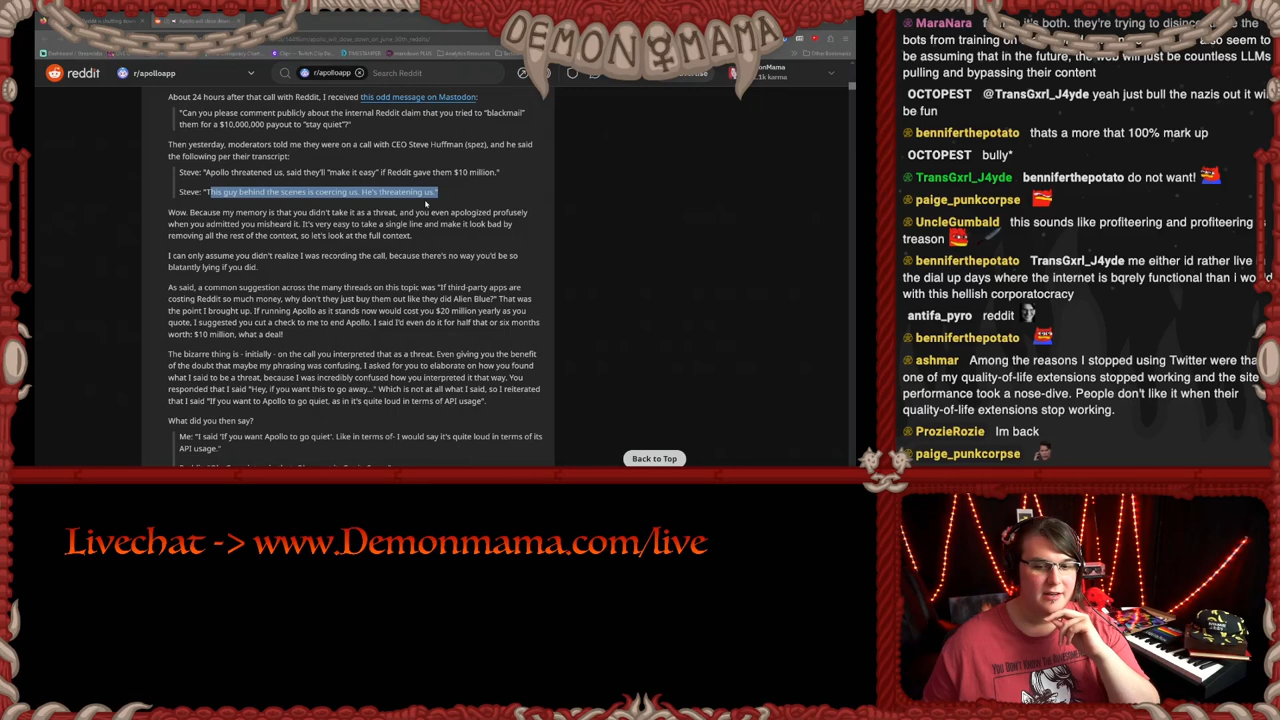 DEMON MAMA
reddit
r/apolloapp
r/apolloapp
Search Reddit
About 24 hours after that call with Reddit, I received this odd message on Mastodon:
"Can you please comment publicly about the internal Reddit claim that you tried to "blackmail"
them for a $10,000,000 payout to "stay quiet"?"
Then yesterday, moderators told me they were on a call with CEO Steve Huffman (spez), and he said
the following per their transcript:
Steve: "Apollo threatened us, said they'll "make it easy" if Reddit gave them $10 million."
Steve: "This guy behind the scenes is coercing us. He's threatening us."
Wow. Because my memory is that you didn't take it as a threat, and you even apologized profusely
when you admitted you misheard it. It's very easy to take a single line and make it look bad by
removing all the rest of the context, so let's look at the full context.
I can only assume you didn't realize I was recording the call, because there's no way you'd be so
blatantly lying if you did.
As said, a common suggestion across the many threads on this topic was "If third-party apps are
costing Reddit so much money, why don't they just buy them out like they did Alien Blue?" That was
the point I brought up. If running Apollo as it stands now would cost you $20 million yearly as you
quote, I suggested you cut a check to me to end Apollo. I said I'd even do it for half that or six months
worth: $10 million, what a deal!
The bizarre thing is - initially - on the call you interpreted that as a threat. Even giving you the benefit
of the doubt that maybe my phrasing was confusing, I asked for you to elaborate on how you found
what I said to be a threat, because I was incredibly confused how you interpreted it that way. You
responded that I said "Hey, if you want this to go away..." Which is not at all what I said, so I reiterated
that I said "If you want to Apollo to go quiet, as in it's quite loud in terms of API usage".
What did you then say?
Me: "I said 'If you want Apollo to go quiet'. Like in terms of- I would say it's quite loud in terms of its
API usage."
Back to Top
MaraNara
it's both. they're trying to
the
bots from training on
so seem to
be assuming that in the future, the web will just be countless LLMs
pulling and bypassing their content
OCTOPEST @TransGxrl_J4yde yeah just bull the nazis out it will
be fun
benniferthepotato thats a more that 100% mark up
OCTOPEST bully*
TransGxrl_J4yde benniferthepotato do not want!
paige_punkcorpse
UncleGumbald this sounds like profiteering and profiteering is
treason
benniferthepotato TransGxrl_J4yde me either id rather live
the dial up days where the internet is bqrely functional than i
with this hellish corporatocracy
antifa_pyro reddit
benniferthepotato
ashmar Among the reasons I stopped using Twitter were
one of my quality-of-life extensions stopped working and the site
performance took a nose-dive. People don't like it when their
quality-of-life extensions stop working.
ProzieRozie Im back
paige_punkcorpse
Livechat -> www.Demonmama.com/live